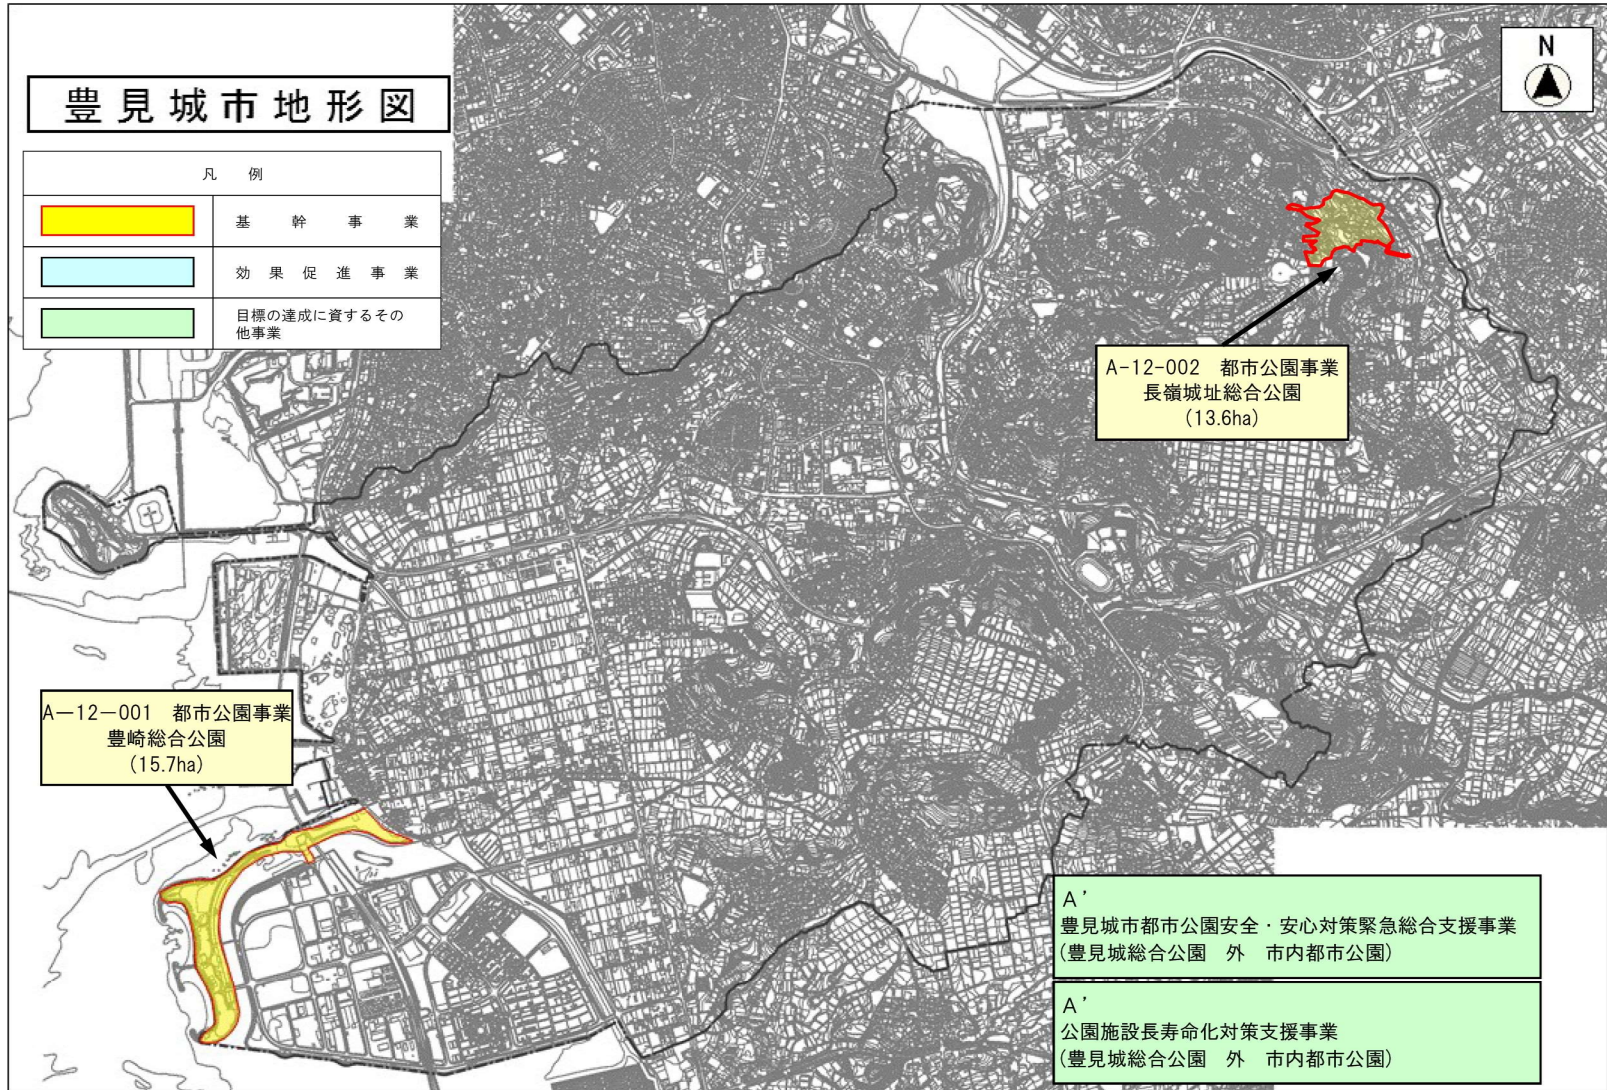 豊見城市地形図
N
凡 例
基 幹 事 業
効 果 促 進 事 業
目標の達成に資するその
他事業
A-12-002 都市公園事業
長嶺城址総合公園
(13.6ha)
A－12－001 都市公園事業
豊崎総合公園
(15.7ha)
A’
豊見城市都市公園安全・安心対策緊急総合支援事業
(豊見城総合公園 外 市内都市公園)
A’
公園施設長寿命化対策支援事業
(豊見城総合公園 外 市内都市公園)